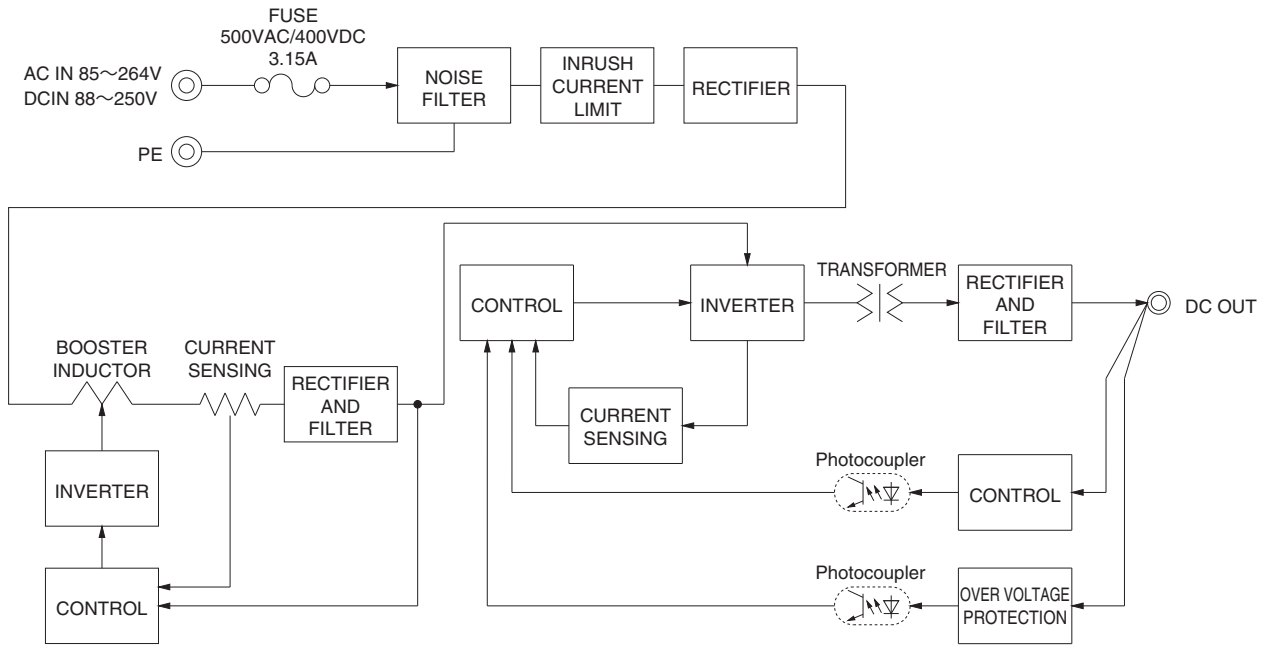 FUSE
500VAC/400VDC
3.15A
AC IN 85〜264V
DCIN 88〜250V
PE
NOISE
FILTER
INRUSH
CURRENT
LIMIT
RECTIFIER
BOOSTER
INDUCTOR
CURRENT
SENSING
RECTIFIER
AND
FILTER
INVERTER
CONTROL
CONTROL
INVERTER
TRANSFORMER
RECTIFIER
AND
FILTER
DC OUT
CURRENT
SENSING
Photocoupler
CONTROL
Photocoupler
OVER VOLTAGE
PROTECTION